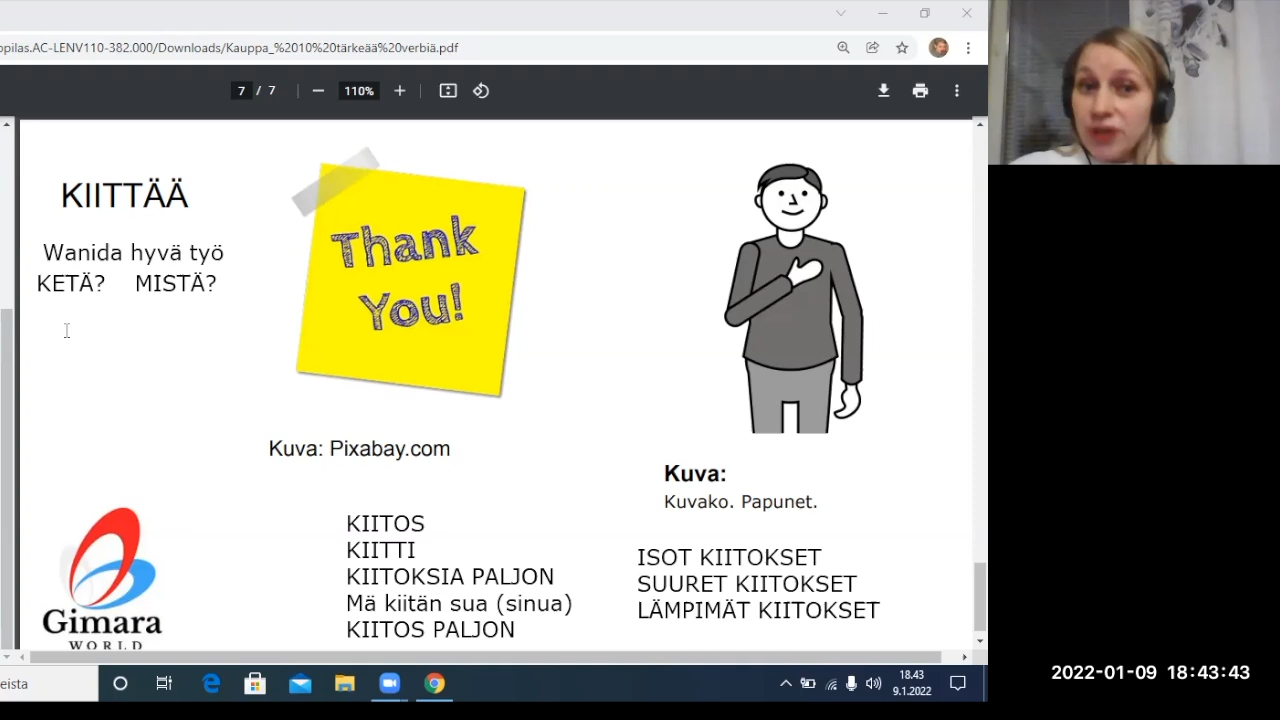 opilas.AC-LENV110-382.000/Downloads/Kauppa_%2010%20tärkeää%20verbiä.pdf
7 / 7
110%
KIITTÄÄ
Wanida hyvä työ
KETÄ? MISTÄ?
Thank
You!
Kuva: Pixabay.com
Kuva:
Kuvako. Papunet.
KIITOS
KIITTI
KIITOKSIA PALJON
Mä kiitän sua (sinua)
KIITOS PALJON
ISOT KIITOKSET
SUURET KIITOKSET
LÄMPIMÄT KIITOKSET
Gimara
WORLD
eista
18.43
9.1.2022
2022-01-09 18:43:43